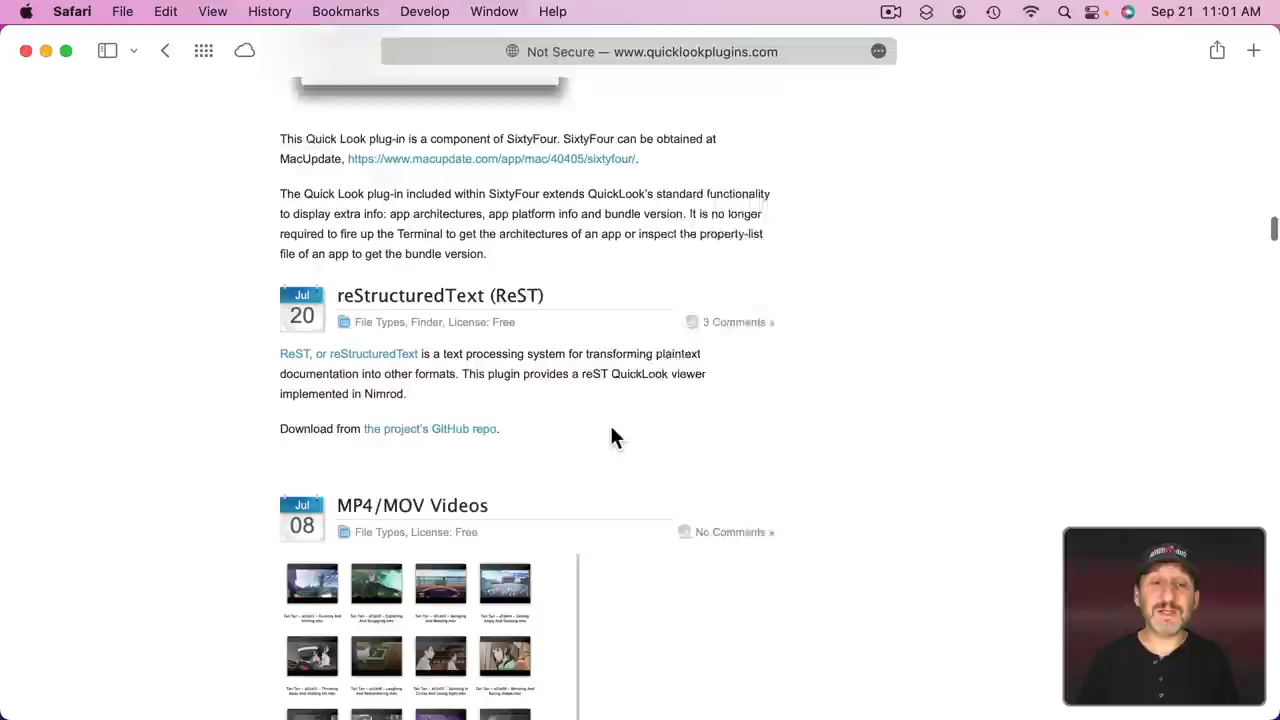 Safari File Edit View History Bookmarks Develop Window Help Sep 21 11:01 AM
Not Secure — www.quicklookplugins.com
This Quick Look plug-in is a component of SixtyFour. SixtyFour can be obtained at
MacUpdate, https://www.macupdate.com/app/mac/40405/sixtyfour/.
The Quick Look plug-in included within SixtyFour extends QuickLook's standard functionality
to display extra info: app architectures, app platform info and bundle version. It is no longer
required to fire up the Terminal to get the architectures of an app or inspect the property-list
file of an app to get the bundle version.
Jul
20
reStructuredText (ReST)
File Types, Finder, License: Free
3 Comments »
ReST, or reStructuredText is a text processing system for transforming plaintext
documentation into other formats. This plugin provides a reST QuickLook viewer
implemented in Nimrod.
Download from the project's GitHub repo.
Jul
08
MP4/MOV Videos
File Types, License: Free
No Comments »